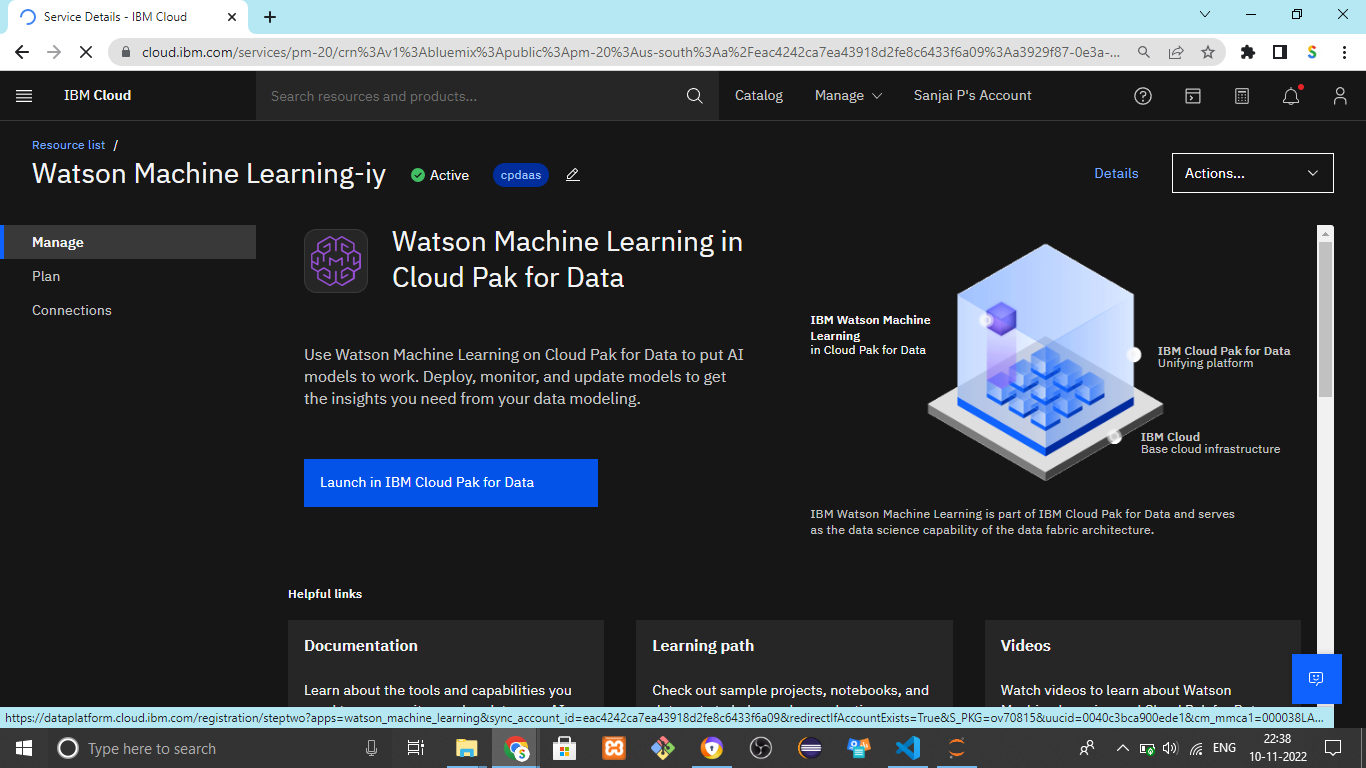 Service Details - IBM Cloud
cloud.ibm.com/services/pm-20/crn%3Av1%3Abluemix%3Apublic%3Apm-20%3Aus-south%3Aa%2Feac4242ca7ea43918d2fe8c6433f6a09%3Aa3929f87-0e3a-...
IBM Cloud
Search resources and products...
Catalog
Manage
Sanjai P's Account
Resource list /
Watson Machine Learning-iy
Active
cpdaas
Details
Actions...
Manage
Plan
Connections
Watson Machine Learning in
Cloud Pak for Data
Use Watson Machine Learning on Cloud Pak for Data to put AI
models to work. Deploy, monitor, and update models to get
the insights you need from your data modeling.
Launch in IBM Cloud Pak for Data
IBM Watson Machine
Learning
in Cloud Pak for Data
IBM Cloud Pak for Data
Unifying platform
IBM Cloud
Base cloud infrastructure
IBM Watson Machine Learning is part of IBM Cloud Pak for Data and serves
as the data science capability of the data fabric architecture.
Helpful links
Documentation
Learn about the tools and capabilities you
Learning path
Check out sample projects, notebooks, and
Videos
Watch videos to learn about Watson
https://dataplatform.cloud.ibm.com/registration/steptwo?apps=watson_machine_learning&sync_account_id=eac4242ca7ea43918d2fe8c6433f6a09&redirectIfAccountExists=True&S_PKG=ov70815&uucid=0040c3bca900ede1&cm_mmca1=000038LA...
Type here to search
ENG
22:38
10-11-2022